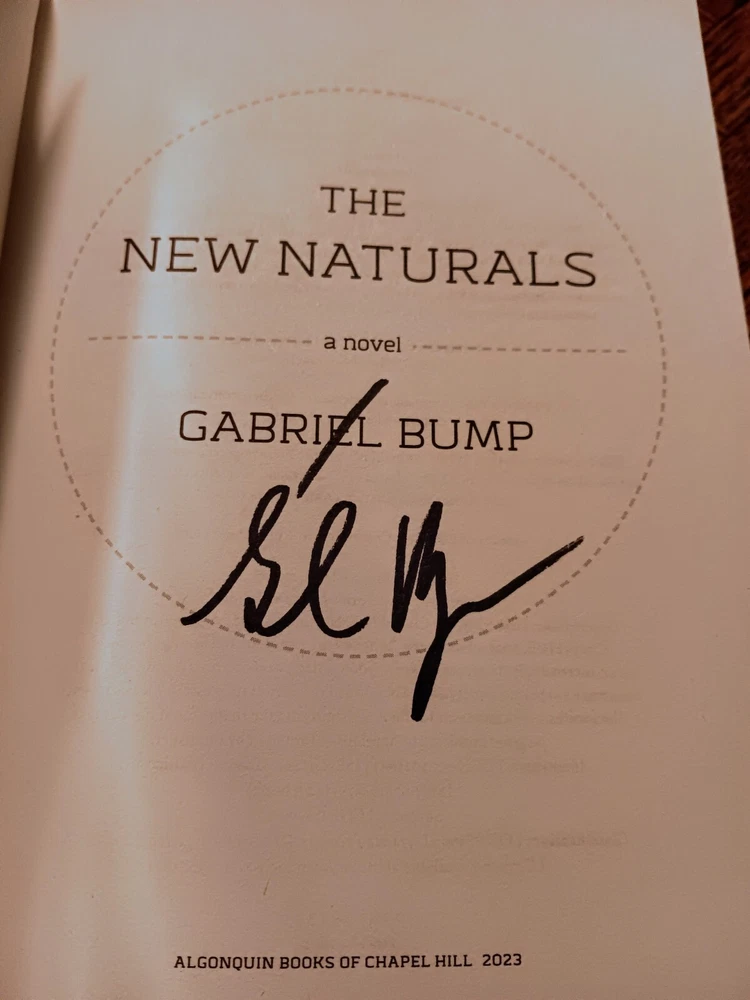 THE
NEW NATURALS
a novel
GABRIEL BUMP
ALGONQUIN BOOKS OF CHAPEL HILL 2023